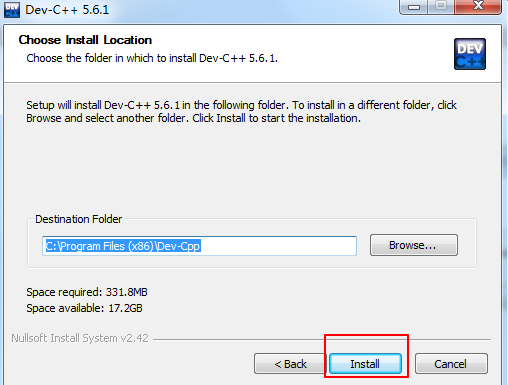 Dev-C++ 5.6.1
Choose Install Location
Choose the folder in which to install Dev-C++ 5.6.1.
DEV
C++
Setup will install Dev-C++ 5.6.1 in the following folder. To install in a different folder, click
Browse and select another folder. Click Install to start the installation.
Destination Folder
C:\Program Files (x86)\Dev-Cpp
Browse...
Space required: 331.8MB
Space available: 17.2GB
Nullsoft Install System v2.42
< Back
Install
Cancel